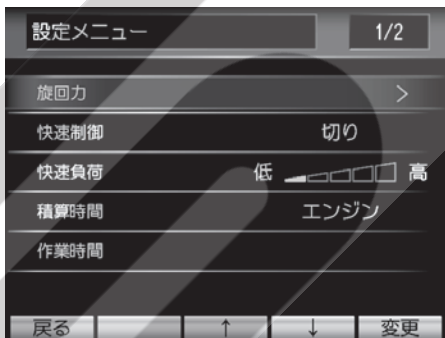 設定メニュー 1/2
旋回力 >
快速制御 切り
快速負荷 低 高
積算時間 エンジン
作業時間
戻る ↑ ↓ 変更